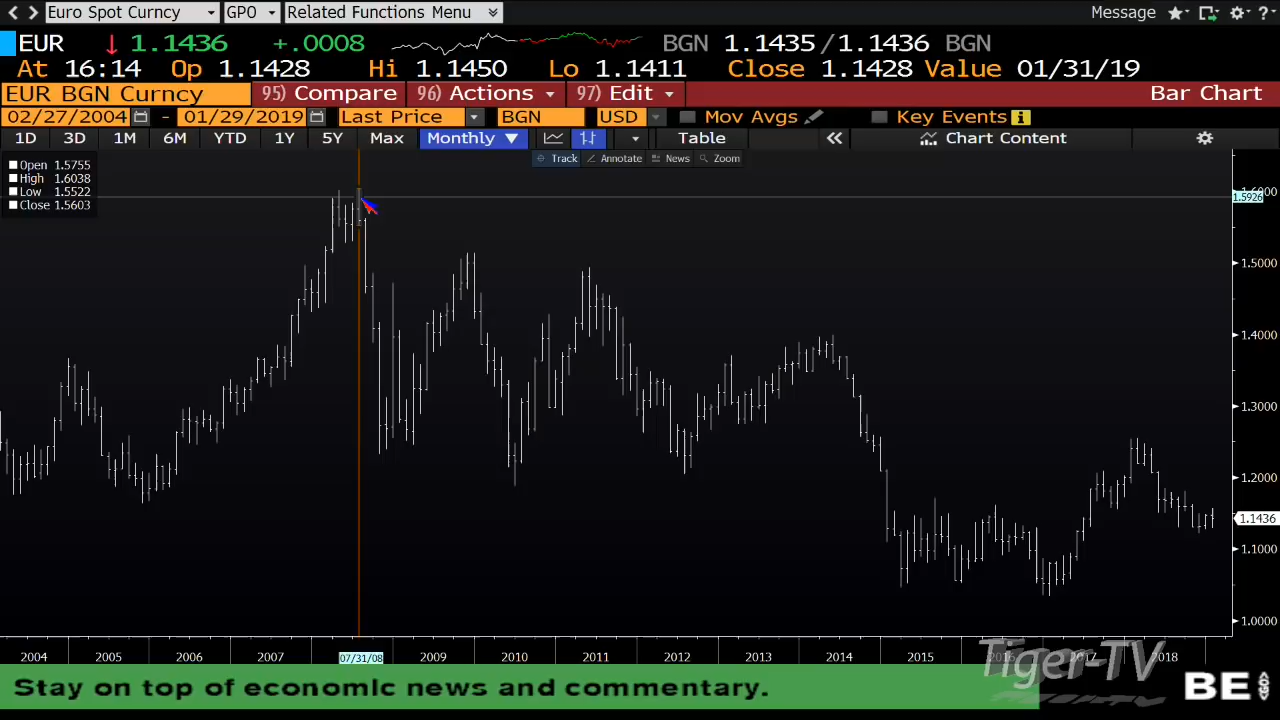 Euro Spot Curncy GPO Related Functions Menu Message ?
EUR 1.1436 +.0008 BGN 1.1435/1.1436 BGN
At 16:14 Op 1.1428 Hi 1.1450 Lo 1.1411 Close 1.1428 Value 01/31/19
EUR BGN Curncy 95) Compare 96) Actions 97) Edit Bar Chart
02/27/2004 - 01/29/2019 Last Price BGN USD Mov Avgs Key Events i
1D 3D 1M 6M YTD 1Y 5Y Max Monthly Table Chart Content
Track Annotate News Zoom
Open 1.5755
High 1.6038
Low 1.5522
Close 1.5603
1.5926
1.5000
1.4000
1.3000
1.2000
1.1436
1.1000
1.0000
2004 2005 2006 2007 07/31/08 2009 2010 2011 2012 2013 2014 2015 2016 2017 2018
Tiger-TV
Stay on top of economic news and commentary.
BE